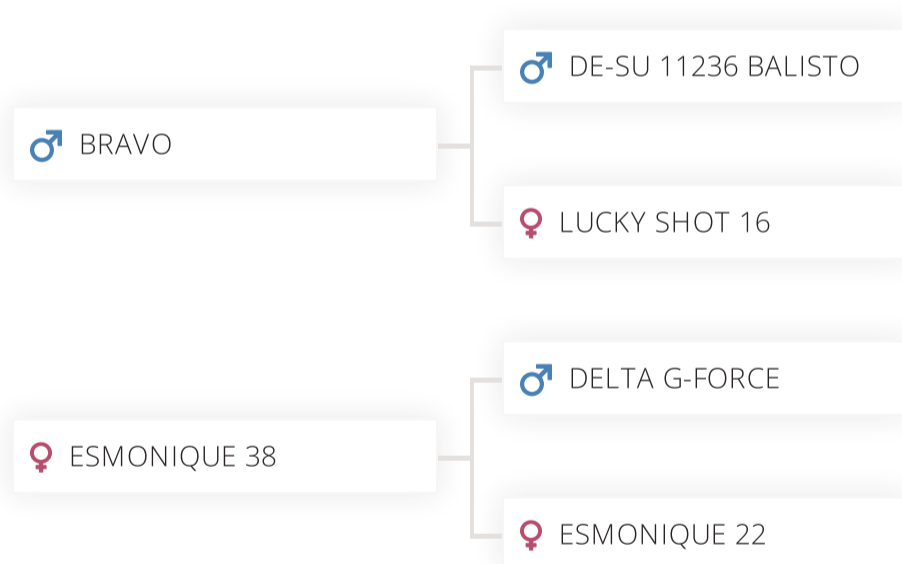 DE-SU 11236 BALISTO
BRAVO
LUCKY SHOT 16
DELTA G-FORCE
ESMONIQUE 38
ESMONIQUE 22